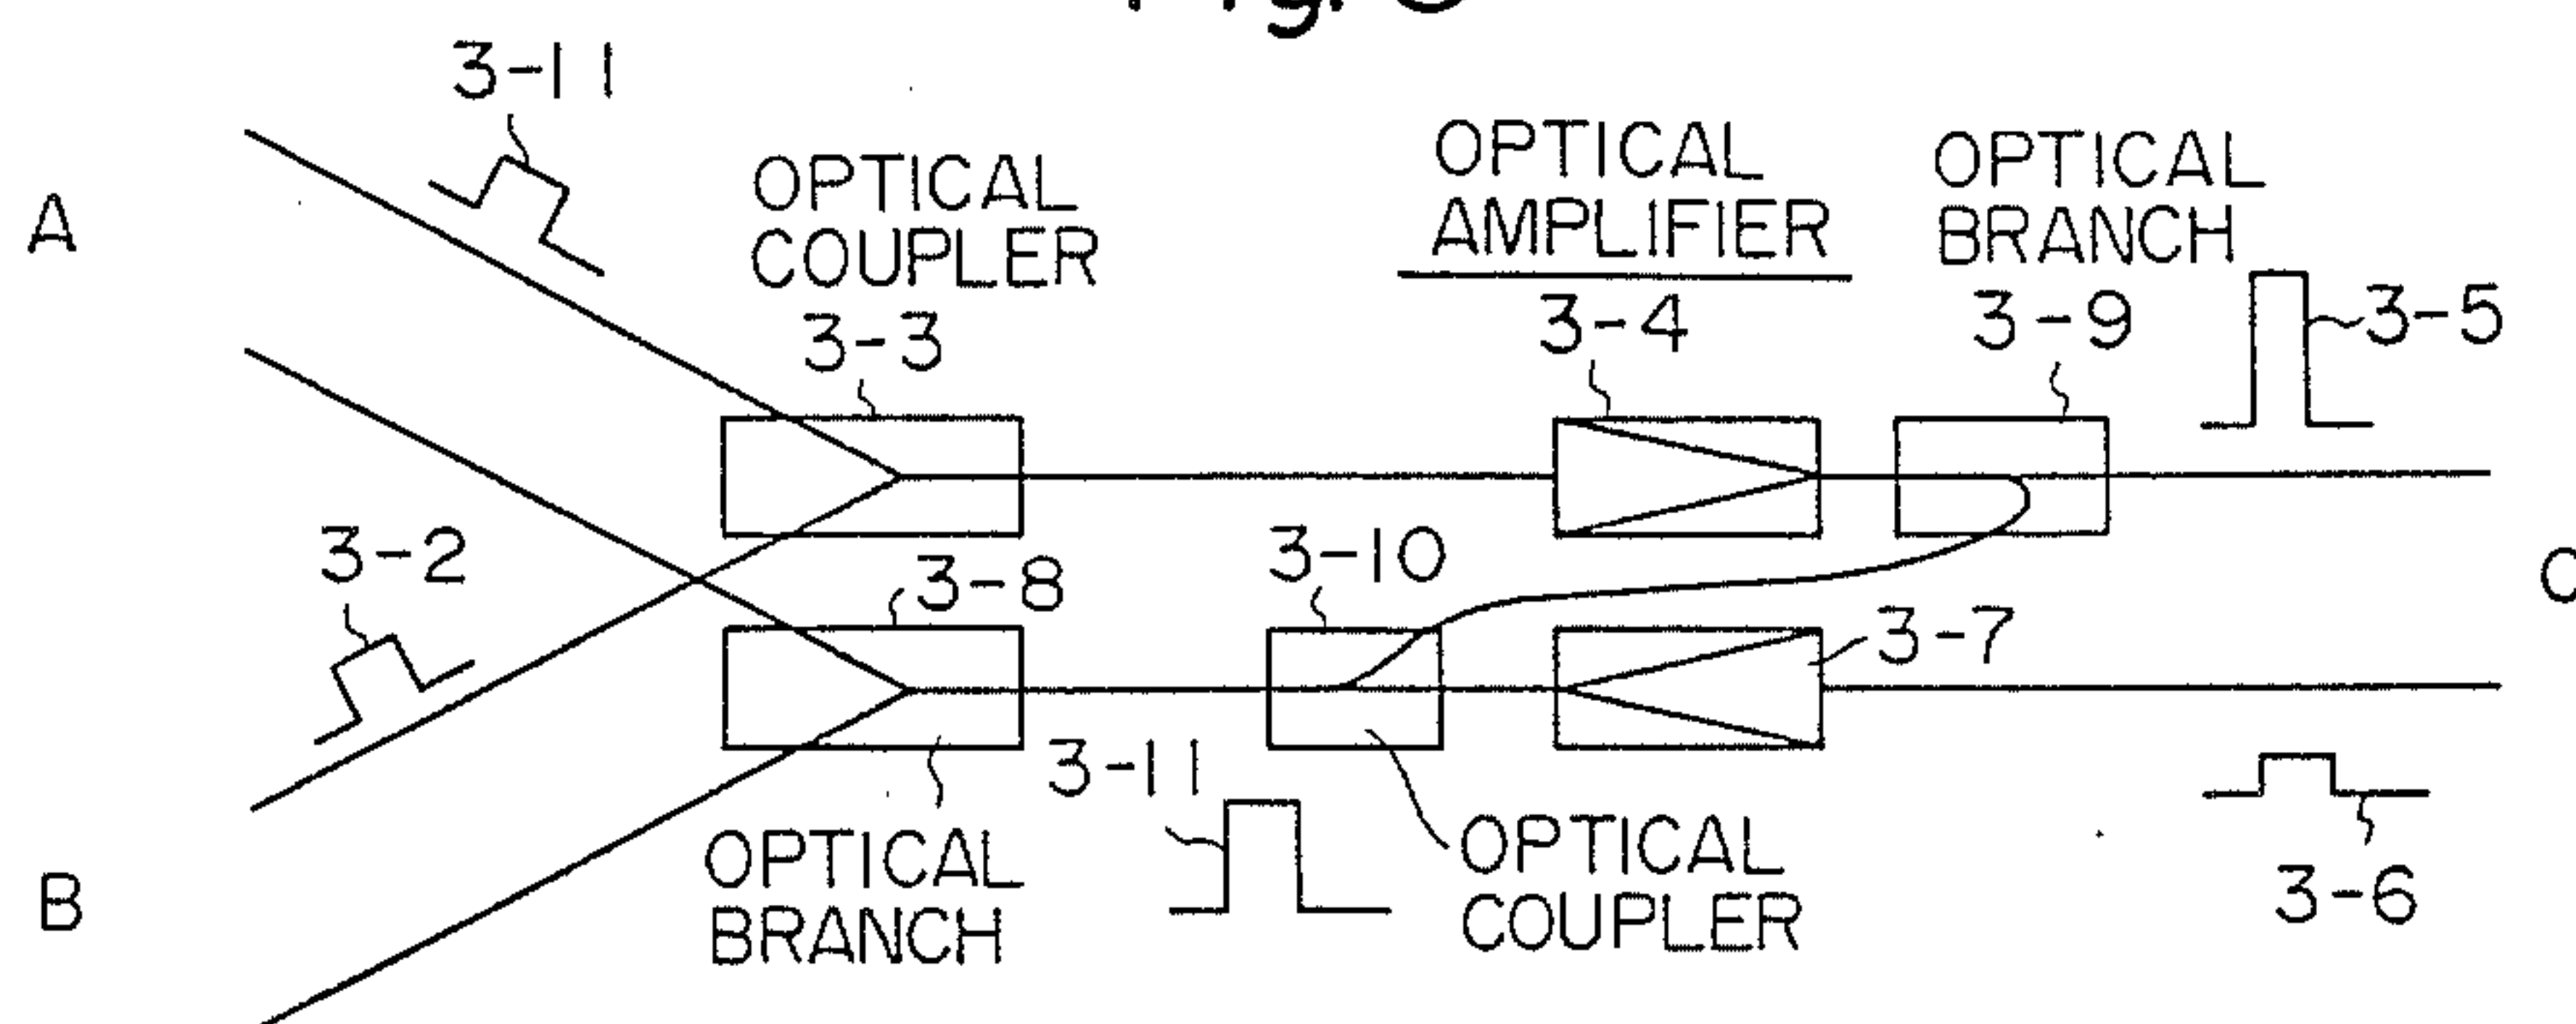 3-11
A
OPTICAL
COUPLER
3-3
OPTICAL
AMPLIFIER
3-4
OPTICAL
BRANCH
3-9
3-5
3-2
3-8
3-10
3-7
3-11
OPTICAL
BRANCH
OPTICAL
COUPLER
3-6
B